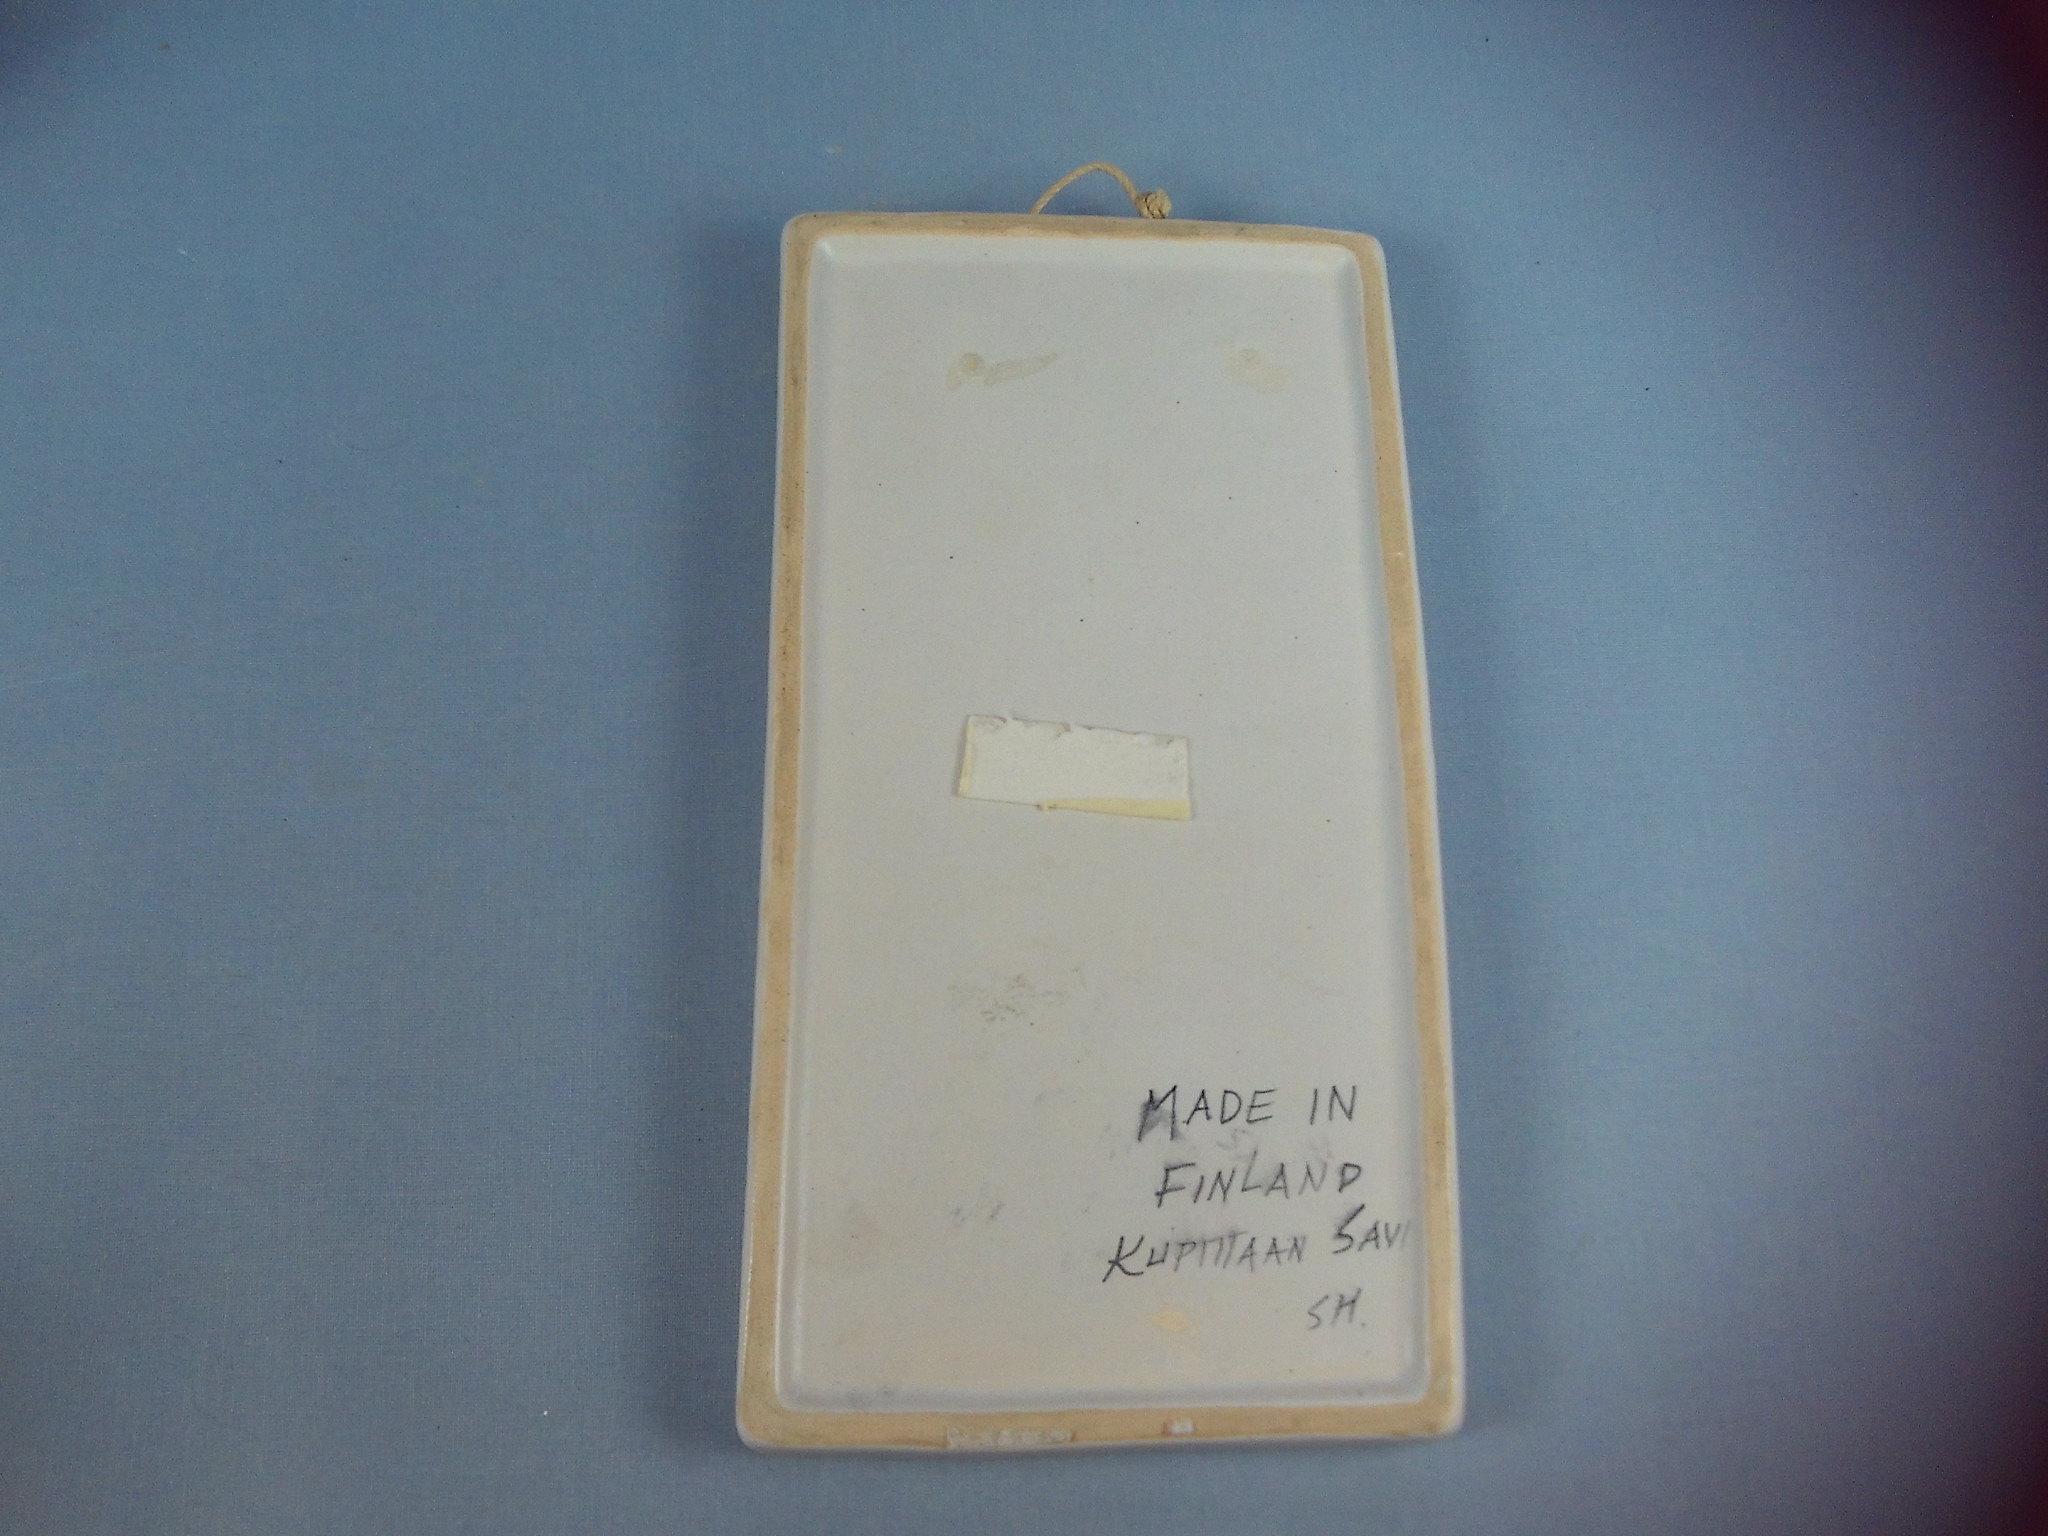 MADE IN
FINLAND
KUPITTAAN SAVI
SH.